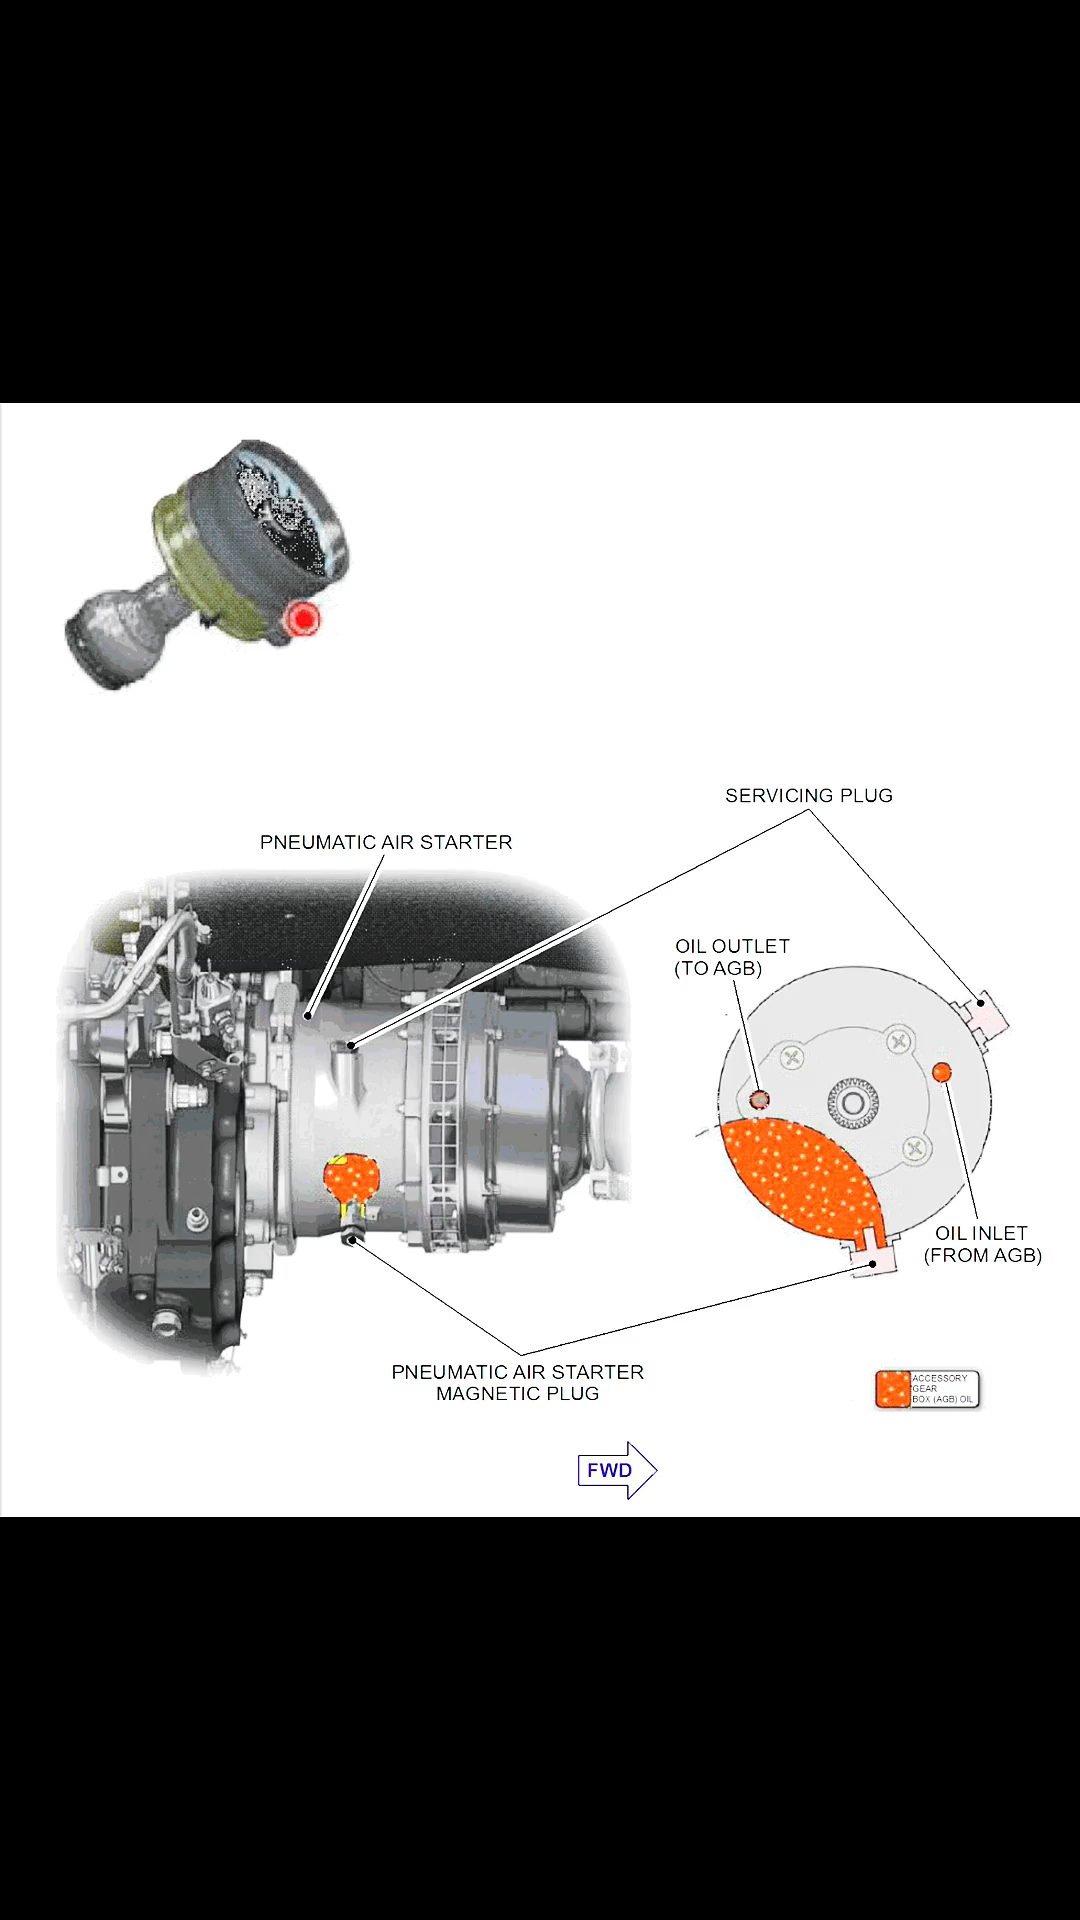 SERVICING PLUG
PNEUMATIC AIR STARTER
OIL OUTLET
(TO AGB)
OIL INLET
(FROM AGB)
PNEUMATIC AIR STARTER
MAGNETIC PLUG
ACCESSORY
GEAR
BOX (AGB) OIL
FWD